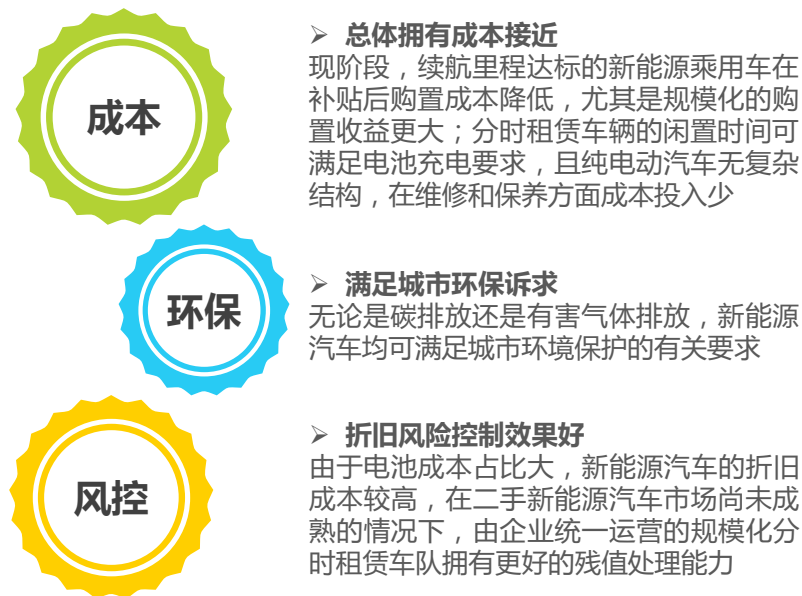 成本
➢ 总体拥有成本接近
现阶段，续航里程达标的新能源乘用车在
补贴后购置成本降低，尤其是规模化的购
置收益更大；分时租赁车辆的闲置时间可
满足电池充电要求，且纯电动汽车无复杂
结构，在维修和保养方面成本投入少
环保
➢ 满足城市环保诉求
无论是碳排放还是有害气体排放，新能源
汽车均可满足城市环境保护的有关要求
风控
➢ 折旧风险控制效果好
由于电池成本占比大，新能源汽车的折旧
成本较高，在二手新能源汽车市场尚未成
熟的情况下，由企业统一运营的规模化分
时租赁车队拥有更好的残值处理能力